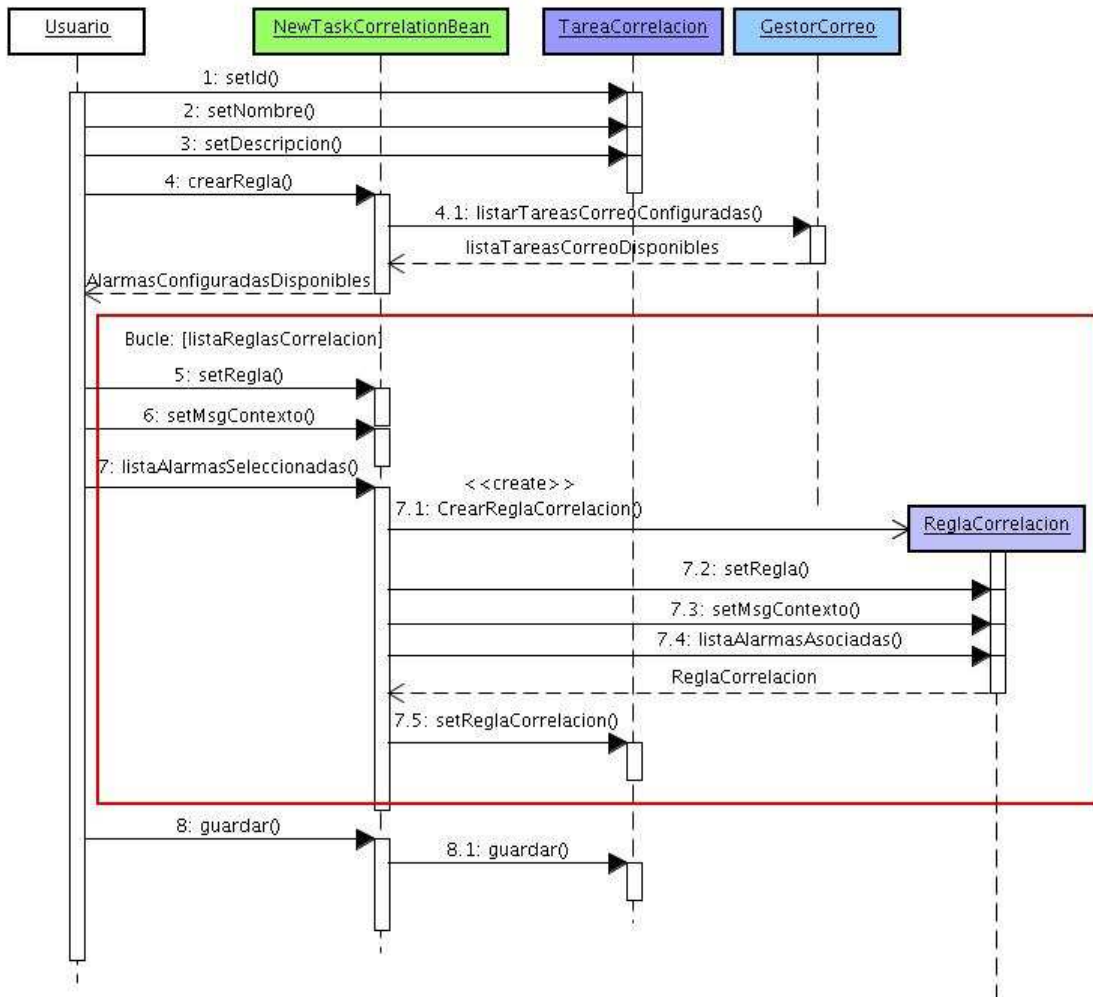 Usuario
NewTaskCorrelationBean
TareaCorrelacion
GestorCorreo
1: setId()
2: setNombre()
3: setDescripcion()
4: crearRegla()
4.1: listarTareasCorreoConfiguradas()
listaTareasCorreoDisponibles
AlarmasConfiguradasDisponibles
Bucle: [listaReglasCorrelacion]
5: setRegla()
6: setMsgContexto()
7: listaAlarmasSeleccionadas()
<<create>>
7.1: CrearReglaCorrelacion()
ReglaCorrelacion
7.2: setRegla()
7.3: setMsgContexto()
7.4: listaAlarmasAsociadas()
ReglaCorrelacion
7.5: setReglaCorrelacion()
8: guardar()
8.1: guardar()